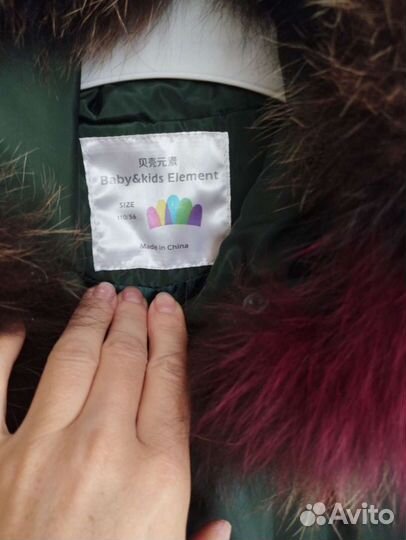 贝壳元素
Baby&kids Element
SIZE
110/56
Made in China
Avito